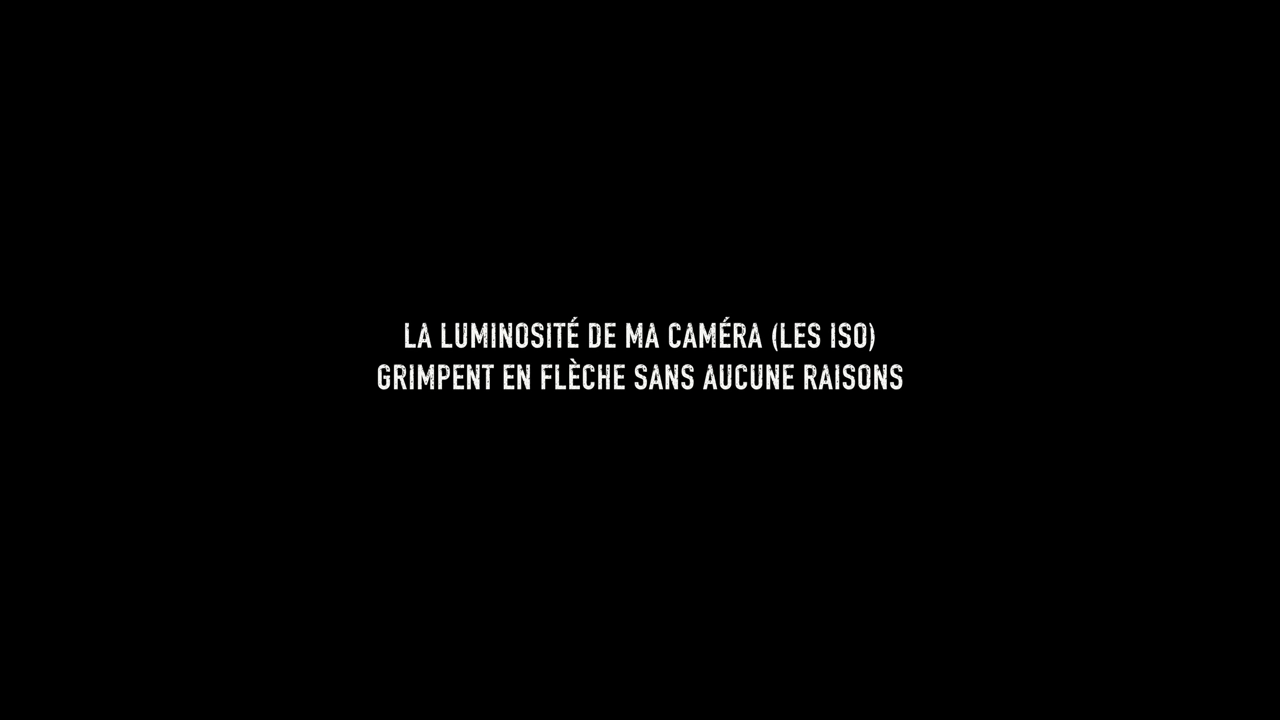 LA LUMINOSITÉ DE MA CAMÉRA (LES ISO)
GRIMPENT EN FLÈCHE SANS AUCUNE RAISONS